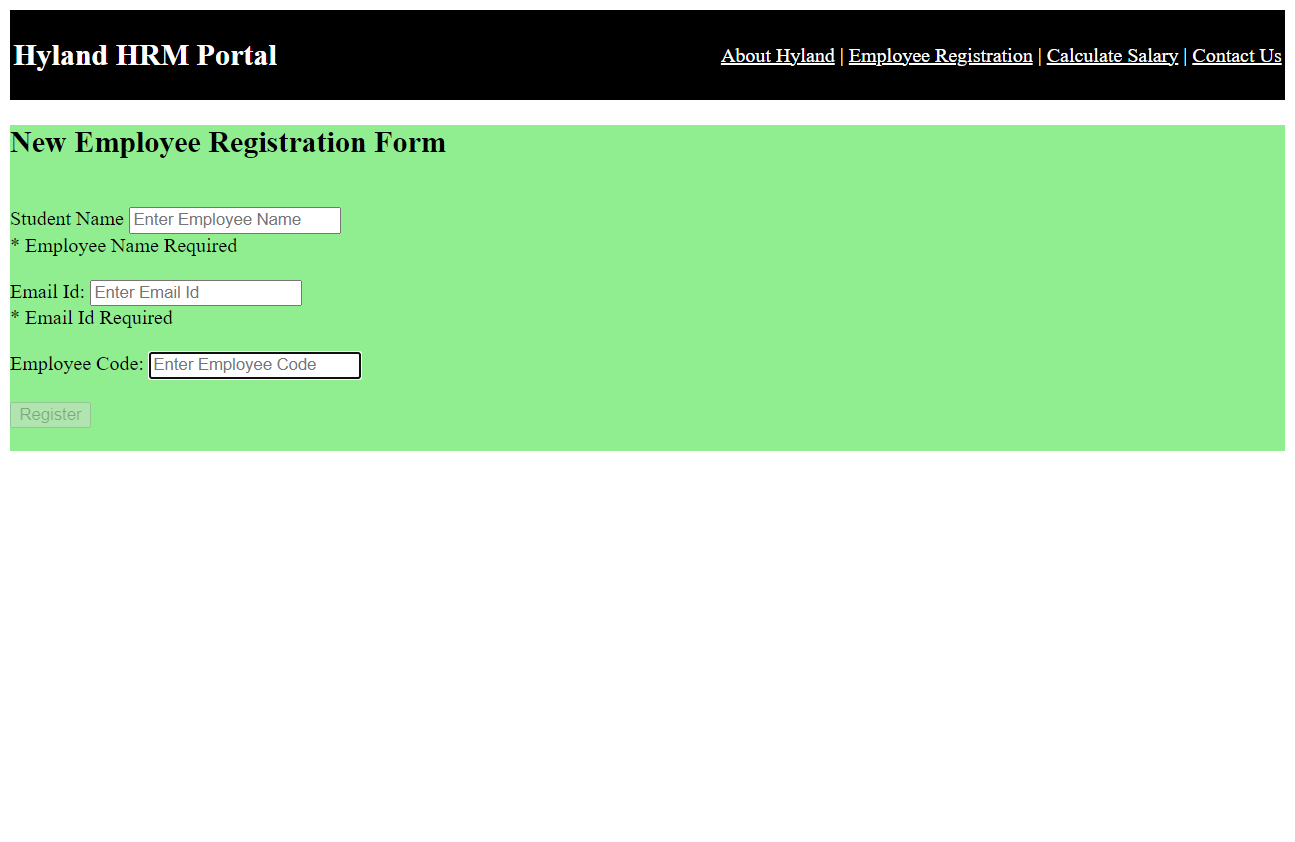 Hyland HRM Portal
About Hyland | Employee Registration | Calculate Salary | Contact Us
New Employee Registration Form
Student Name Enter Employee Name
* Employee Name Required
Email Id: Enter Email Id
* Email Id Required
Employee Code: Enter Employee Code
Register